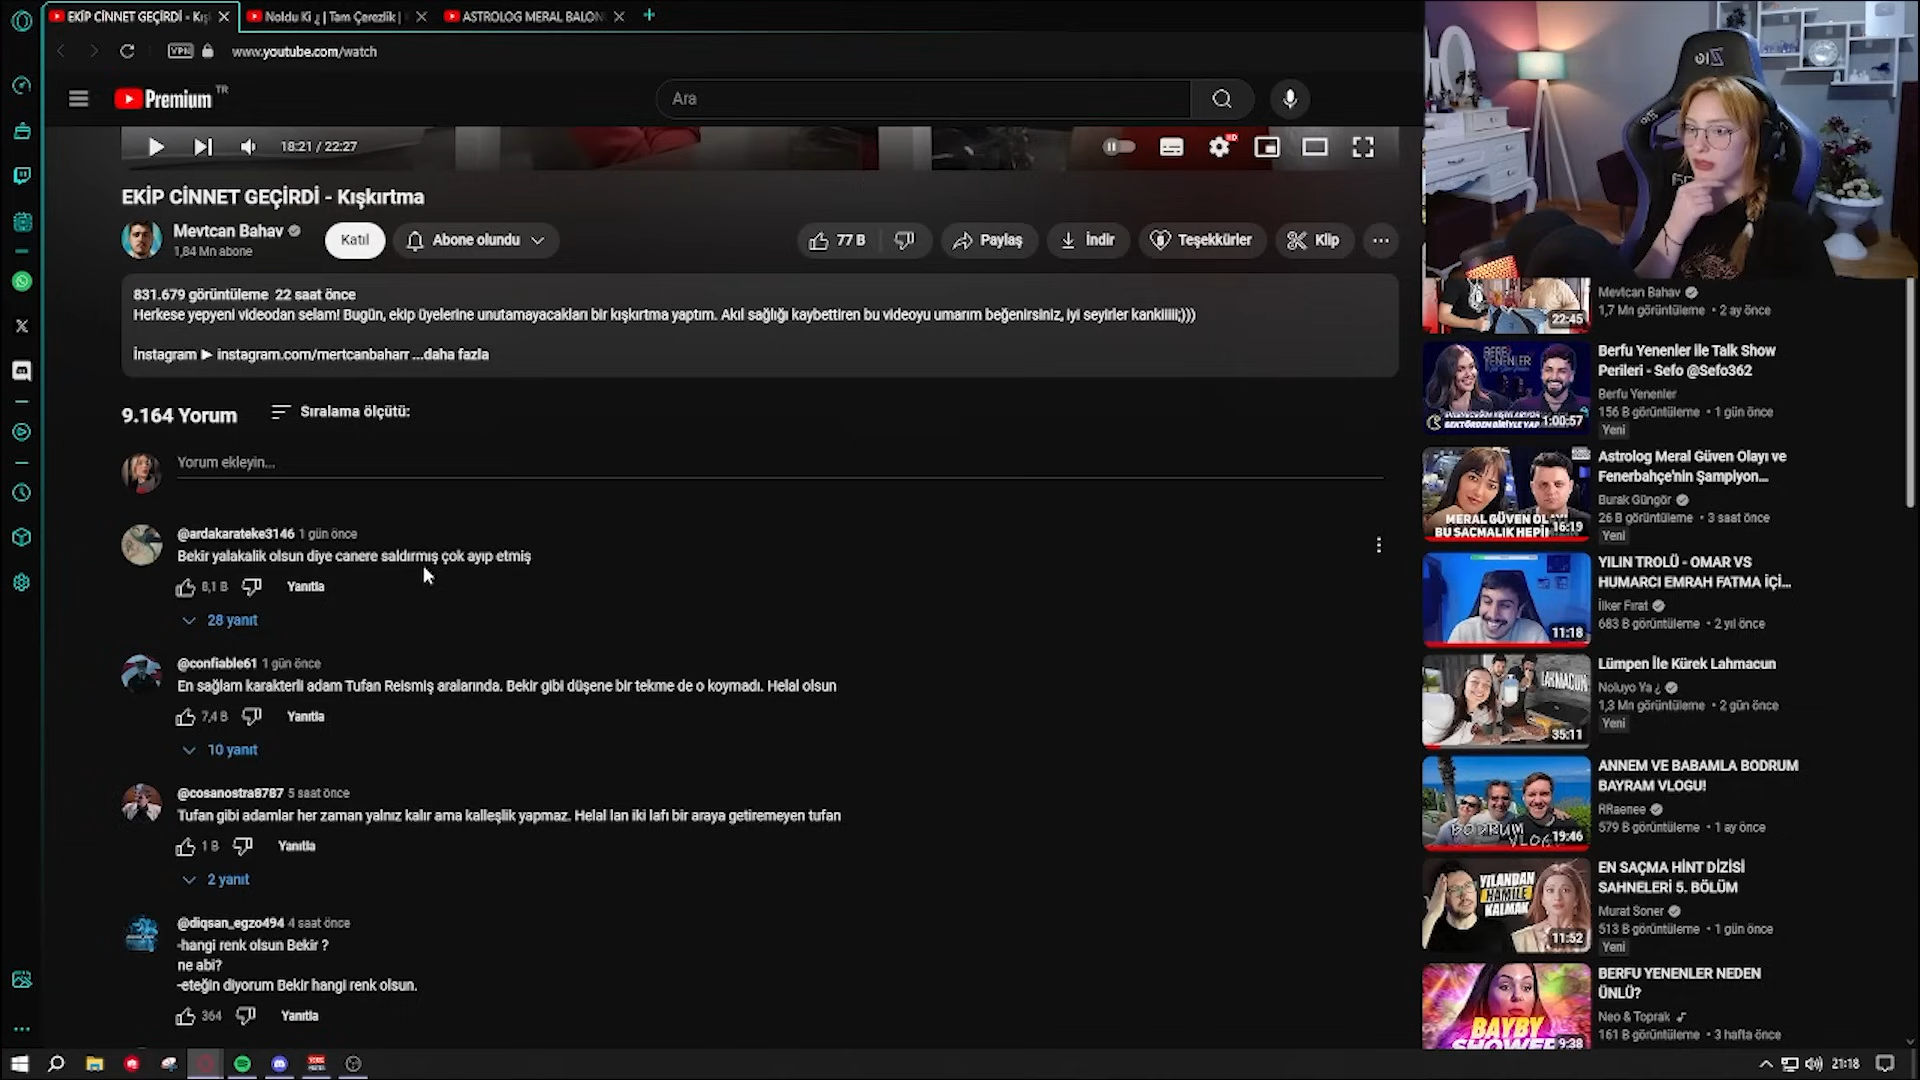 EKİP CİNNET GEÇİRDİ - Kış
Noldu Ki ¿ | Tam Çerezlik |
ASTROLOG MERAL BALON
VPN
www.youtube.com/watch
Premium TR
Ara
18:21 / 22:27
HD
EKİP CİNNET GEÇİRDİ - Kışkırtma
Mevtcan Bahav
1,84 Mn abone
Katıl
Abone olundu
77 B
Paylaş
İndir
Teşekkürler
Klip
831.679 görüntüleme 22 saat önce
Herkese yepyeni videodan selam! Bugün, ekip üyelerine unutamayacakları bir kışkırtma yaptım. Akıl sağlığı kaybettiren bu videoyu umarım beğenirsiniz, iyi seyirler kankiiiii;)))
İnstagram ▶ instagram.com/mertcanbaharr ...daha fazla
9.164 Yorum
Sıralama ölçütü:
Yorum ekleyin...
@ardakarateke3146 1 gün önce
Bekir yalakalik olsun diye canere saldırmış çok ayıp etmiş
8,1 B
Yanıtla
28 yanıt
@confiable61 1 gün önce
En sağlam karakterli adam Tufan Reismiş aralarında. Bekir gibi düşene bir tekme de o koymadı. Helal olsun
7,4 B
Yanıtla
10 yanıt
@cosanostra8787 5 saat önce
Tufan gibi adamlar her zaman yalnız kalır ama kalleşlik yapmaz. Helal lan iki lafı bir araya getiremeyen tufan
1 B
Yanıtla
2 yanıt
@diqsan_egzo494 4 saat önce
-hangi renk olsun Bekir ?
ne abi?
-eteğin diyorum Bekir hangi renk olsun.
364
Yanıtla
22:45
Mevtcan Bahav
1,7 Mn görüntüleme • 2 ay önce
YENENLER
1:00:57
Berfu Yenenler ile Talk Show
Perileri - Sefo @Sefo362
Berfu Yenenler
156 B görüntüleme • 1 gün önce
Yeni
MERAL GÜVEN OL
BU SAÇMALIK HEPİ
16:19
Astrolog Meral Güven Olayı ve
Fenerbahçe'nin Şampiyon...
Burak Güngör
26 B görüntüleme • 3 saat önce
Yeni
11:18
YILIN TROLÜ - OMAR VS
HUMARCI EMRAH FATMA İÇİ...
İlker Fırat
683 B görüntüleme • 2 yıl önce
LAHMACUN
35:11
Lümpen İle Kürek Lahmacun
Noluyo Ya ¿
1,3 Mn görüntüleme • 2 gün önce
Yeni
BODRUM
VLOG
19:46
ANNEM VE BABAMLA BODRUM
BAYRAM VLOGU!
RRaenee
579 B görüntüleme • 1 ay önce
YILANDAN
HAMİLE
KALMAK
11:52
EN SAÇMA HİNT DİZİSİ
SAHNELERİ 5. BÖLÜM
Murat Soner
513 B görüntüleme • 1 gün önce
Yeni
BAYBY
SHOWER
9:38
BERFU YENENLER NEDEN
ÜNLÜ?
Neo & Toprak
161 B görüntüleme • 3 hafta önce
21:18